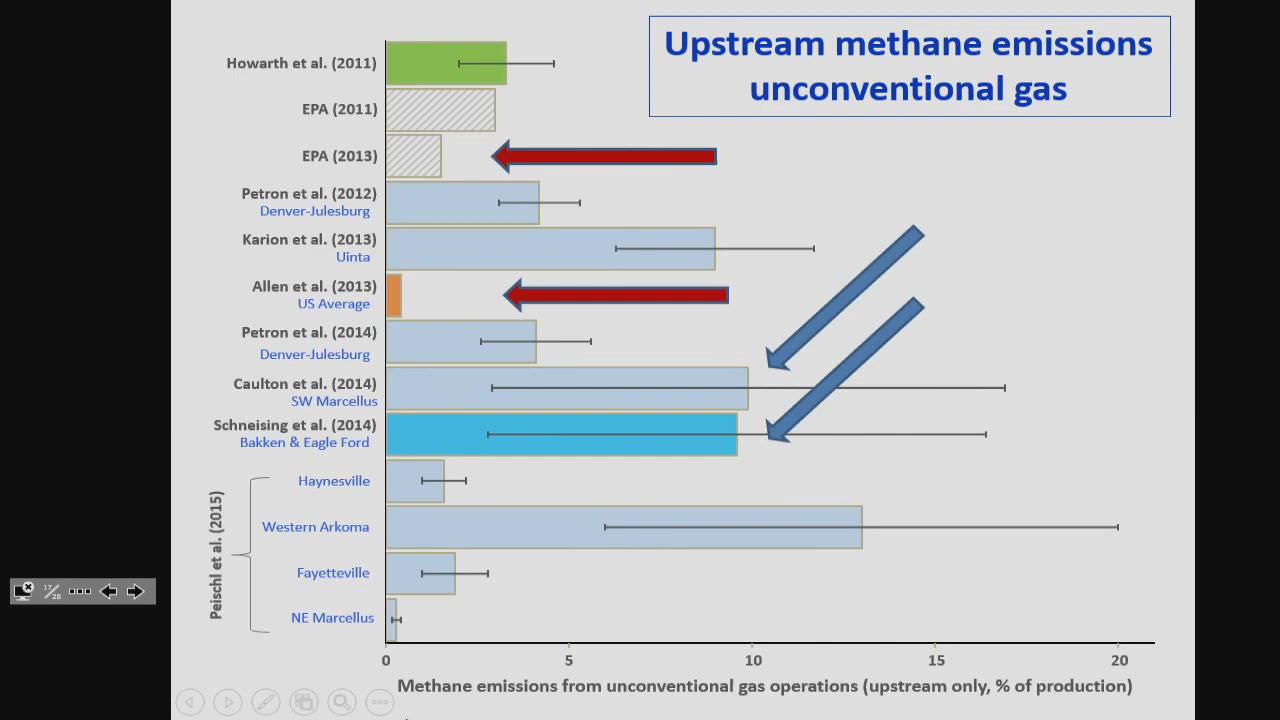 Upstream methane emissions
unconventional gas
Howarth et al. (2011)
EPA (2011)
EPA (2013)
Petron et al. (2012)
Denver-Julesburg
Karion et al. (2013)
Uinta
Allen et al. (2013)
US Average
Petron et al. (2014)
Denver-Julesburg
Caulton et al. (2014)
SW Marcellus
Schneising et al. (2014)
Bakken & Eagle Ford
Peischl et al. (2015)
Haynesville
Western Arkoma
Fayetteville
NE Marcellus
0 5 10 15 20
Methane emissions from unconventional gas operations (upstream only, % of production)
17/28